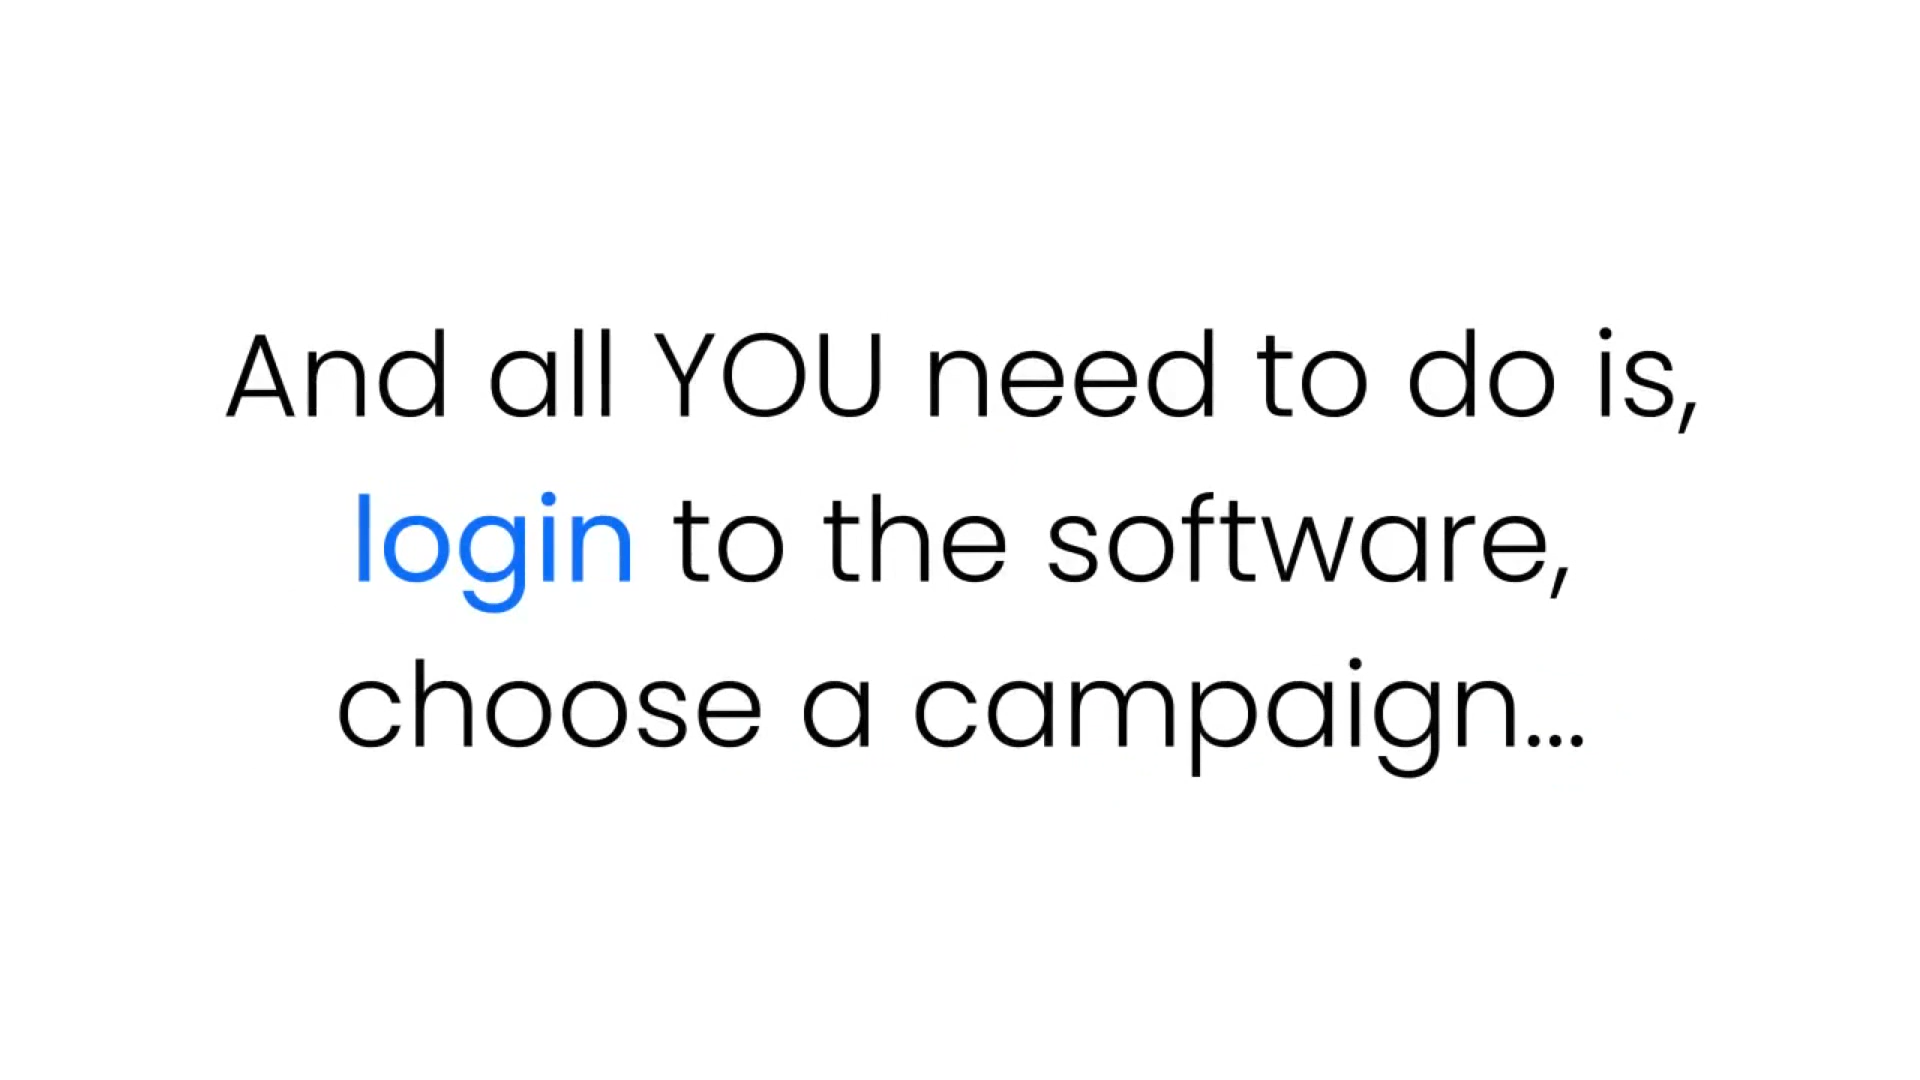 And all YOU need to do is,
login to the software,
choose a campaign...